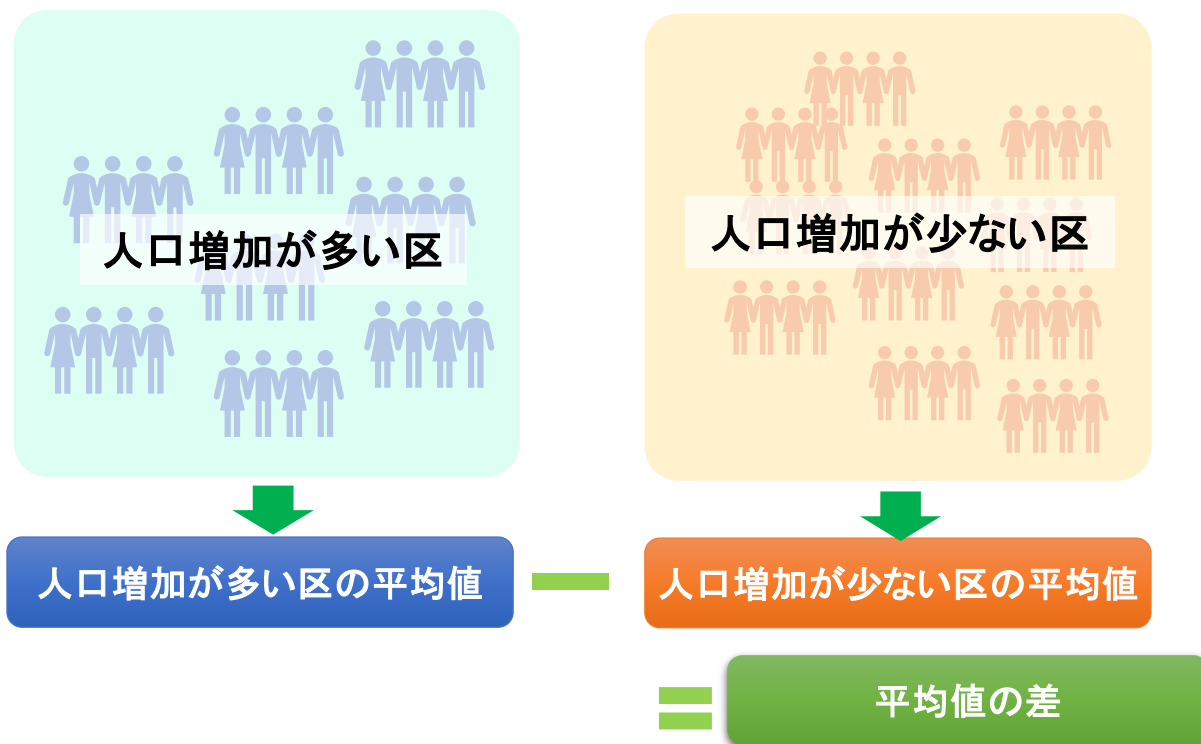 人口増加が多い区
人口増加が少ない区
人口増加が多い区の平均値
人口増加が少ない区の平均値
平均値の差